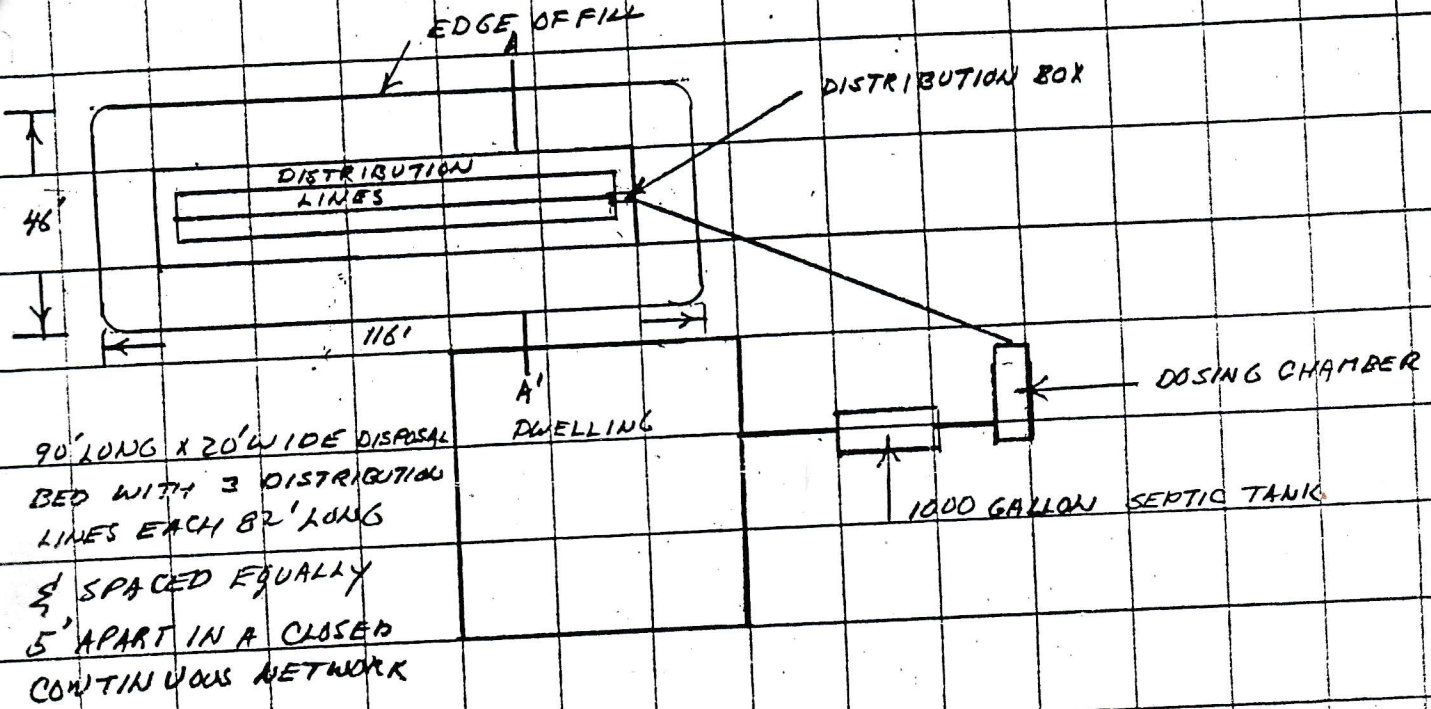 EDGE OF FILL
A
DISTRIBUTION BOX
DISTRIBUTION
LINES
46'
116'
A'
DWELLING
DOSING CHAMBER
1000 GALLON SEPTIC TANK
90' LONG X 20' WIDE DISPOSAL
BED WITH 3 DISTRIBUTION
LINES EACH 82' LONG
& SPACED EQUALLY
5' APART IN A CLOSED
CONTINUOUS NETWORK